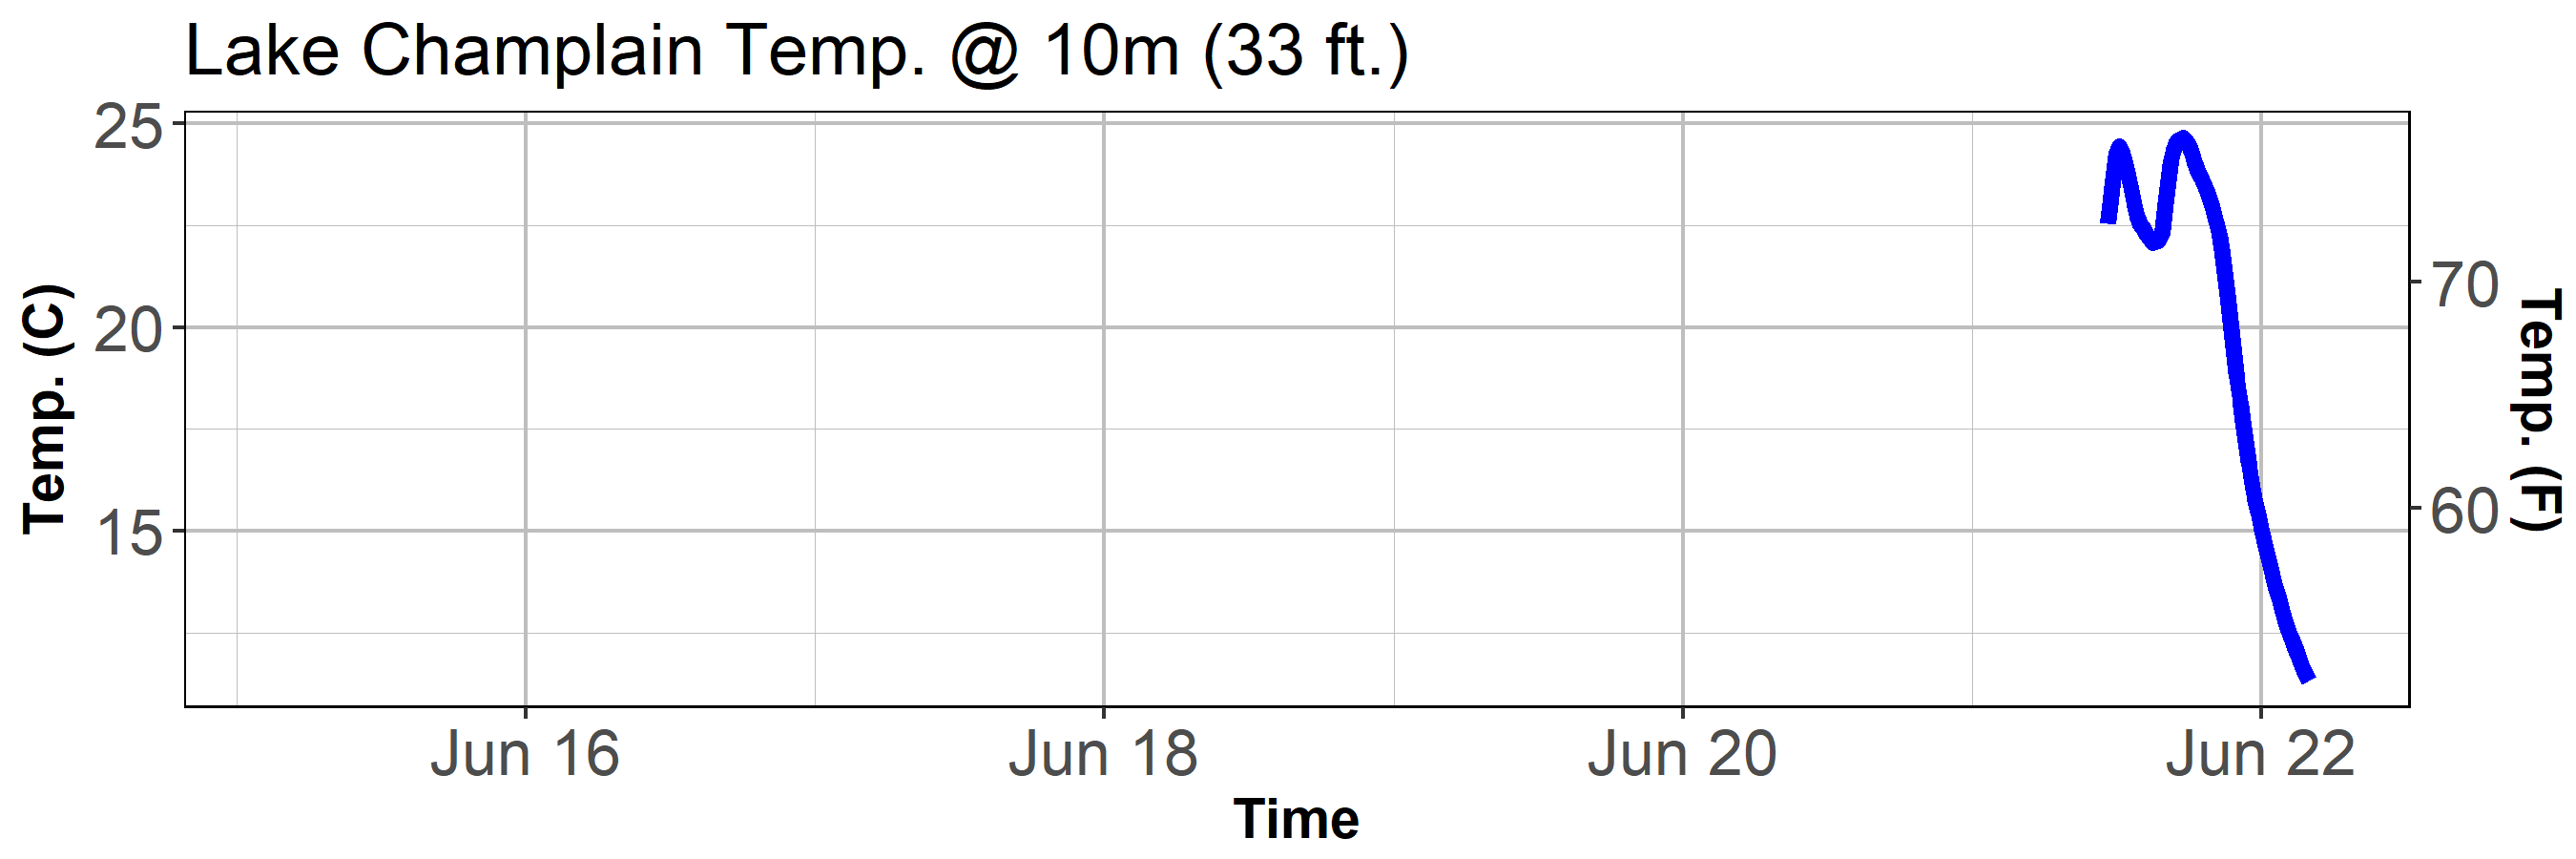 Lake Champlain Temp. @ 10m (33 ft.)
Temp. (C)
25
20
15
70
60
Temp. (F)
Jun 16 Jun 18 Jun 20 Jun 22
Time